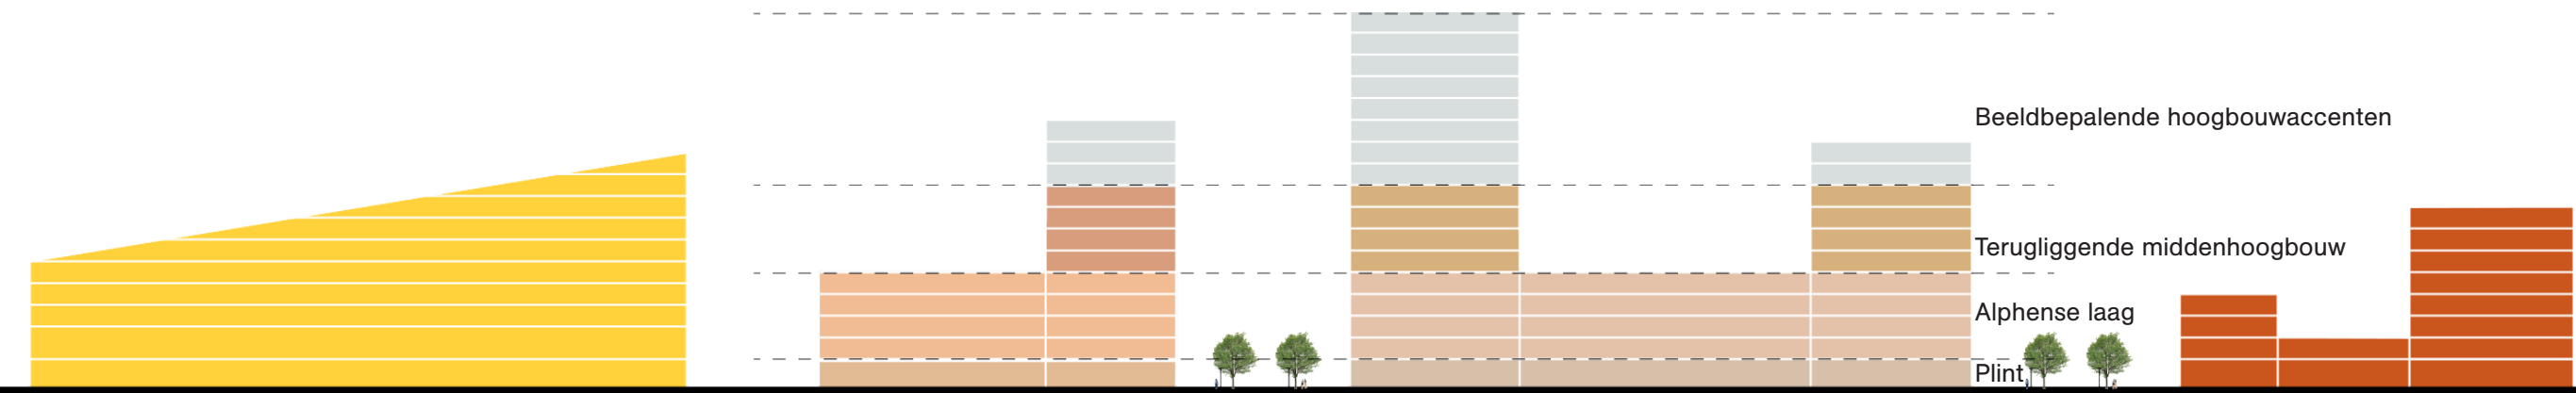 Beeldbepalende hoogbouwaccenten
Terugliggende middenhoogbouw
Alphense laag
Plint